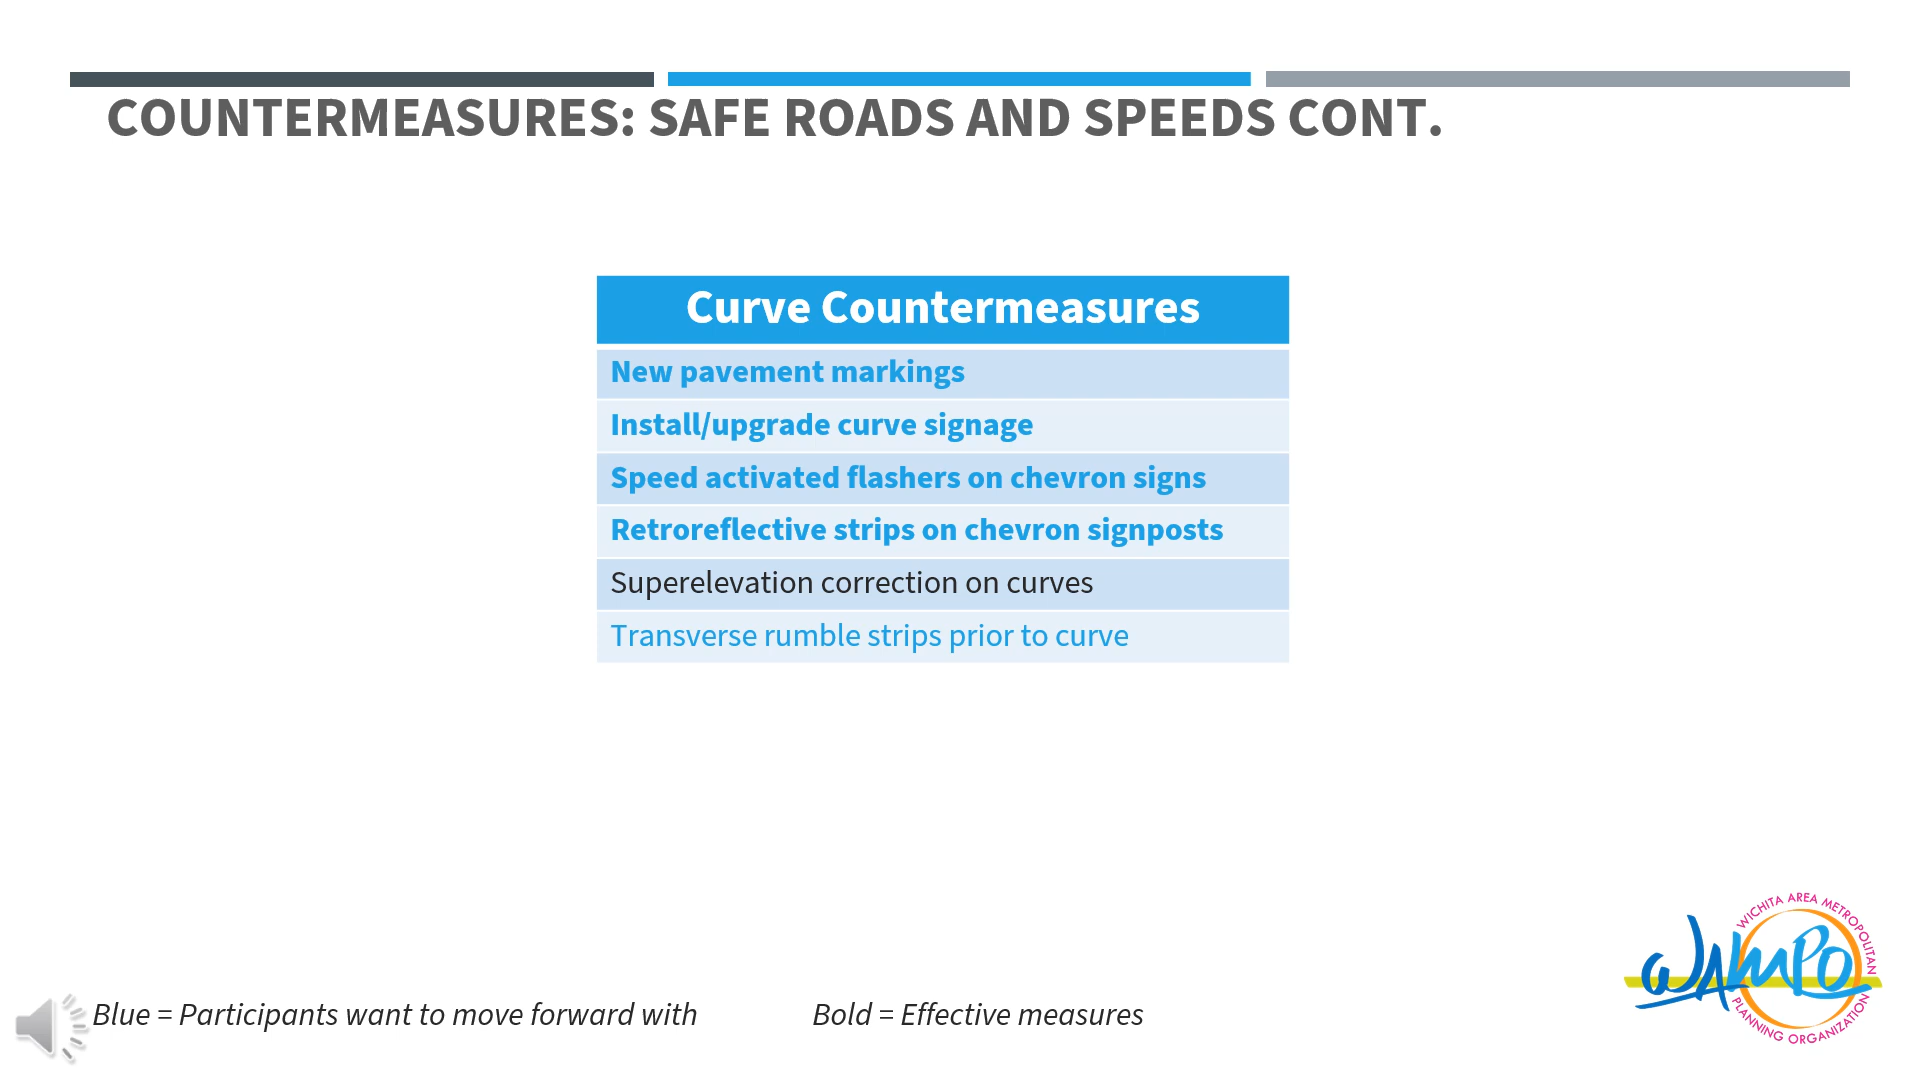 COUNTERMEASURES: SAFE ROADS AND SPEEDS CONT.
Curve Countermeasures
New pavement markings
Install/upgrade curve signage
Speed activated flashers on chevron signs
Retroreflective strips on chevron signposts
Superelevation correction on curves
Transverse rumble strips prior to curve
Blue = Participants want to move forward with
Bold = Effective measures
WICHITA AREA METROPOLITAN
WAMPO
PLANNING ORGANIZATION